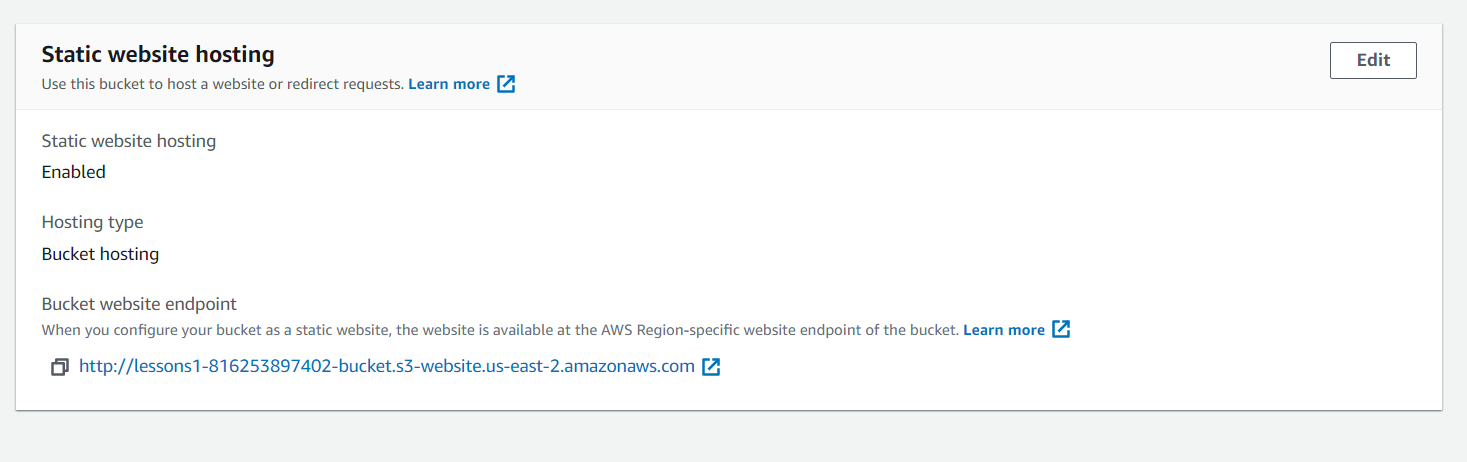 Static website hosting
Edit
Use this bucket to host a website or redirect requests. Learn more
Static website hosting
Enabled
Hosting type
Bucket hosting
Bucket website endpoint
When you configure your bucket as a static website, the website is available at the AWS Region-specific website endpoint of the bucket. Learn more
http://lessons1-816253897402-bucket.s3-website.us-east-2.amazonaws.com